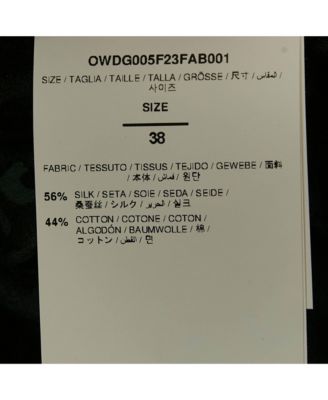 OWDG005F23FAB001
SIZE / TAGLIA / TAILLE / TALLA / GRÖSSE / 尺寸 / المقاس /
사이즈
SIZE
38
FABRIC / TESSUTO / TISSUS / TEJIDO / GEWEBE / 面料
/ 本体 / قماش / 원단
56% SILK / SETA / SOIE / SEDA / SEIDE /
桑蚕丝 / シルク / الحرير / 실크
44% COTTON / COTONE / COTON /
ALGODÓN / BAUMWOLLE / 棉 /
コットン / القطن / 면